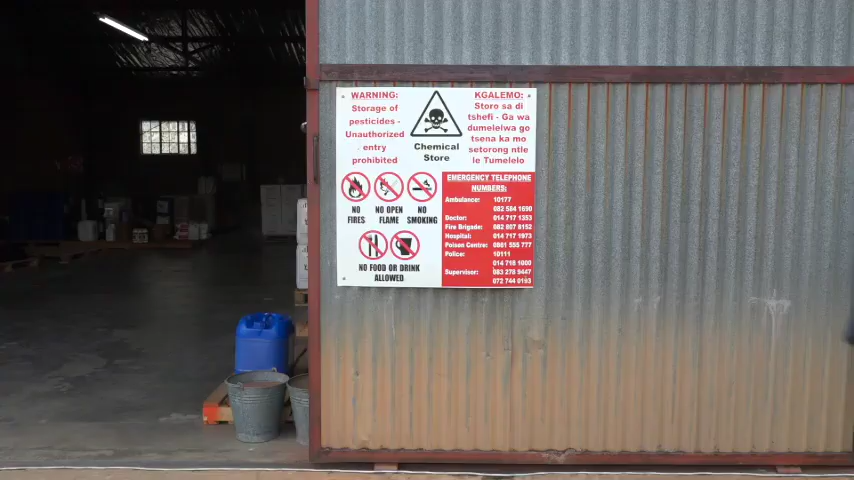 WARNING:
Storage of
pesticides -
Unauthorized
entry
prohibited
Chemical
Store
KGALEMO:
Storo sa di
tshefi - Ga wa
dumelelwa go
tsena ka mo
setorong ntle
le Tumelelo
NO
FIRES
NO OPEN
FLAME
NO
SMOKING
NO FOOD OR DRINK
ALLOWED
EMERGENCY TELEPHONE
NUMBERS:
Ambulance: 10177
082 584 1690
Doctor: 014 717 1353
Fire Brigade: 082 807 8152
Hospital: 014 717 1973
Poison Centre: 0861 555 777
Police: 10111
014 718 1000
Supervisor: 083 278 9447
072 744 0193